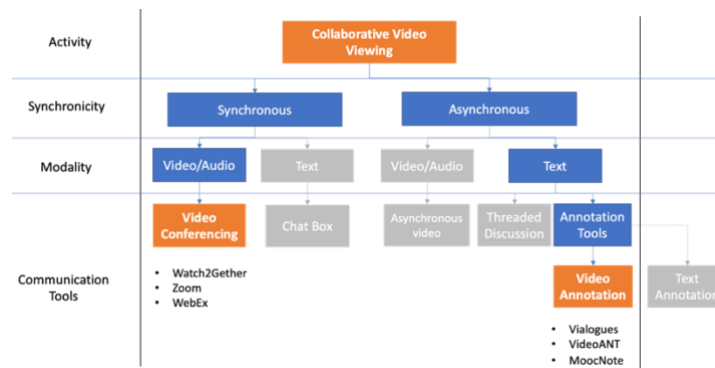 Activity
Collaborative Video
Viewing
Synchronicity
Synchronous
Asynchronous
Modality
Video/Audio
Text
Video/Audio
Text
Communication
Tools
Video
Conferencing
Chat Box
Asynchronous
video
Threaded
Discussion
Annotation
Tools
• Watch2Gether
• Zoom
• WebEx
Video
Annotation
Text
Annotation
• Vialogues
• VideoANT
• MoocNote